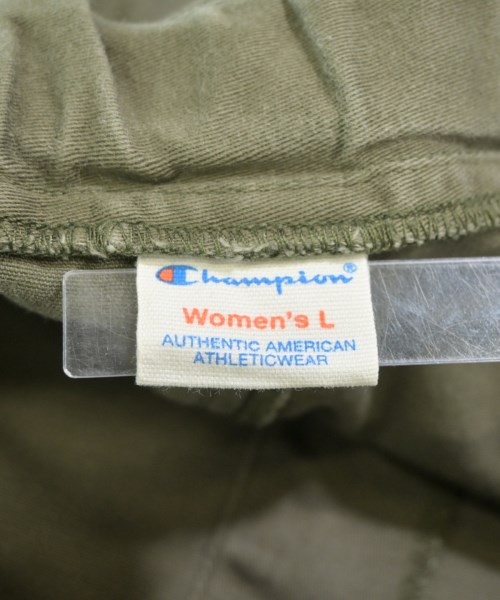 Champion®
Women's L
AUTHENTIC AMERICAN
ATHLETICWEAR